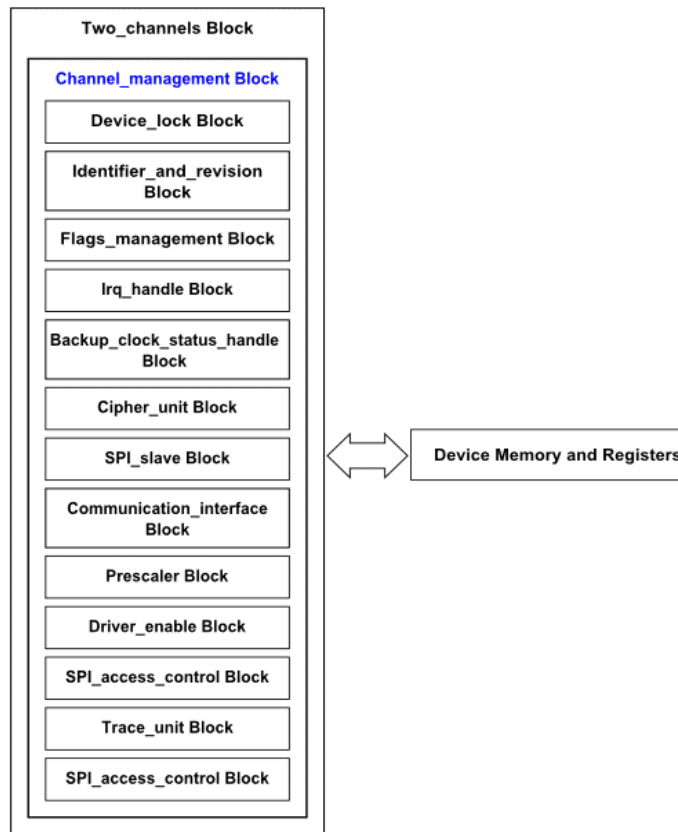 Two_channels Block
Channel_management Block
Device_lock Block
Identifier_and_revision
Block
Flags_management Block
Irq_handle Block
Backup_clock_status_handle
Block
Cipher_unit Block
SPI_slave Block
Device Memory and Registers
Communication_interface
Block
Prescaler Block
Driver_enable Block
SPI_access_control Block
Trace_unit Block
SPI_access_control Block